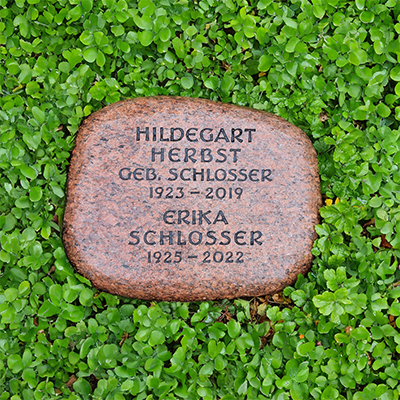 HILDEGART
HERBST
GEB. SCHLOSSER
1923 – 2019
ERIKA
SCHLOSSER
1925 – 2022